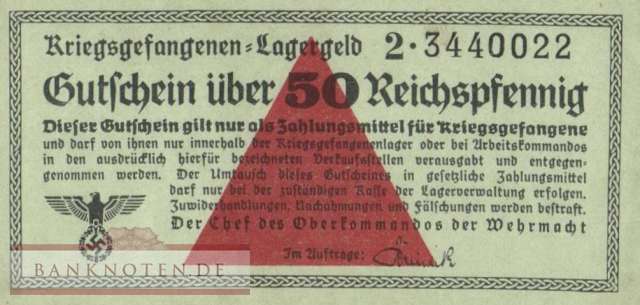 Kriegsgefangenen-Lagergeld 2·3440022
Gutschein über 50 Reichspfennig
Dieser Gutschein gilt nur als Zahlungsmittel für Kriegsgefangene
und darf von ihnen nur innerhalb der Kriegsgefangenenlager oder bei Arbeitskommandos
in den ausdrücklich hierfür bezeichneten Verkaufsstellen verausgabt und entgegen-
genommen werden. Der Umtausch dieses Gutscheines in gesetzliche Zahlungsmittel
darf nur bei der zuständigen Kasse der Lagerverwaltung erfolgen.
Zuwiderhandlungen, Nachahmungen und Fälschungen werden bestraft.
Der Chef des Oberkommandos der Wehrmacht
Im Auftrage:
BANKNOTEN.DE